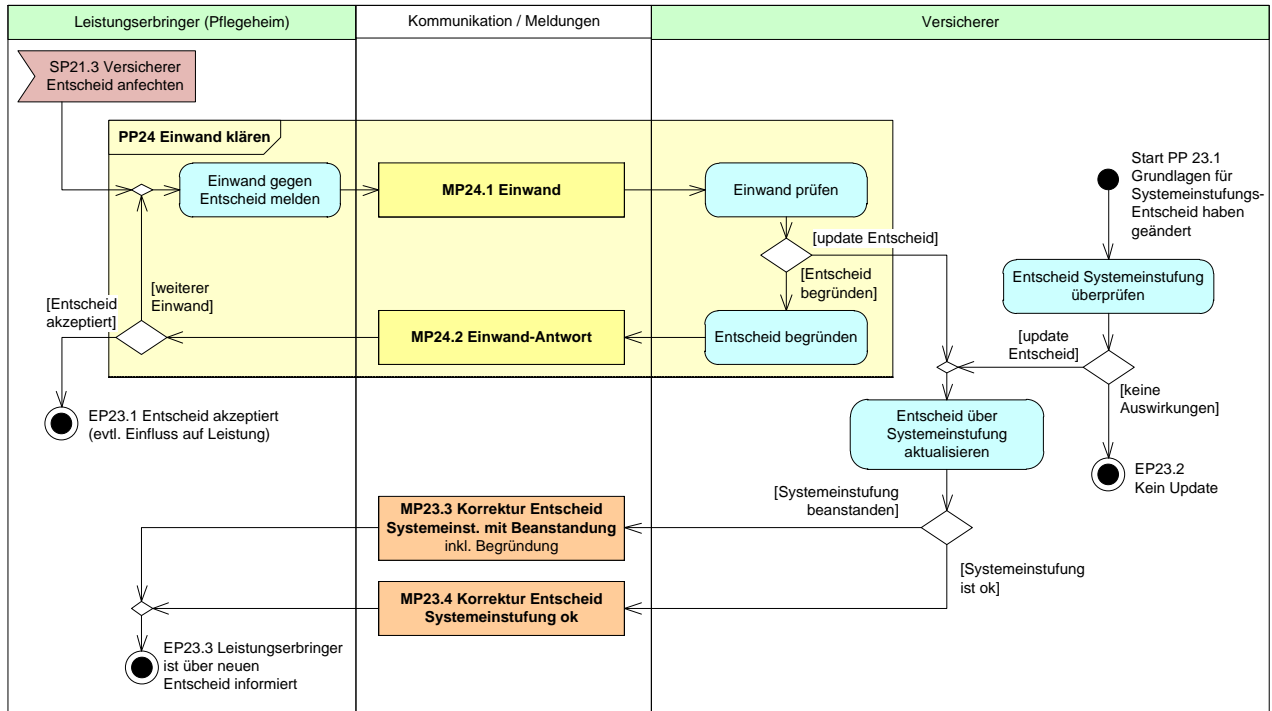 Leistungserbringer (Pflegeheim)
Kommunikation / Meldungen
Versicherer
SP21.3 Versicherer
Entscheid anfechten
PP24 Einwand klären
Einwand gegen
Entscheid melden
MP24.1 Einwand
Einwand prüfen
Start PP 23.1
Grundlagen für
Systemeinstufungs-
Entscheid haben
geändert
[update Entscheid]
[Entscheid
begründen]
Entscheid Systemeinstufung
überprüfen
[weiterer
Einwand]
[Entscheid
akzeptiert]
MP24.2 Einwand-Antwort
Entscheid begründen
[update
Entscheid]
[keine
Auswirkungen]
EP23.1 Entscheid akzeptiert
(evtl. Einfluss auf Leistung)
Entscheid über
Systemeinstufung
aktualisieren
EP23.2
Kein Update
[Systemeinstufung
beanstanden]
MP23.3 Korrektur Entscheid
Systemeinst. mit Beanstandung
inkl. Begründung
[Systemeinstufung
ist ok]
MP23.4 Korrektur Entscheid
Systemeinstufung ok
EP23.3 Leistungserbringer
ist über neuen
Entscheid informiert